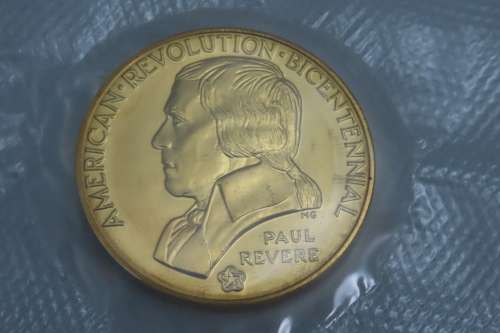 AMERICAN · REVOLUTION · BICENTENNIAL
MG
PAUL
REVERE